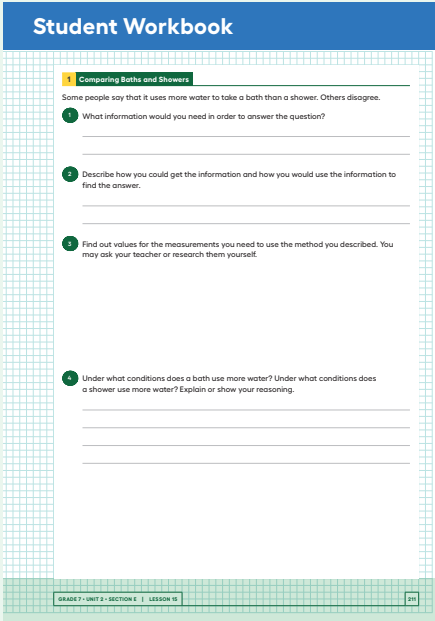 Student Workbook
1 Comparing Baths and Showers
Some people say that it uses more water to take a bath than a shower. Others disagree.
1 What information would you need in order to answer the question?
2 Describe how you could get the information and how you would use the information to
find the answer.
3 Find out values for the measurements you need to use the method you described. You
may ask your teacher or research them yourself.
4 Under what conditions does a bath use more water? Under what conditions does
a shower use more water? Explain or show your reasoning.
GRADE 7 • UNIT 2 • SECTION E | LESSON 15
211